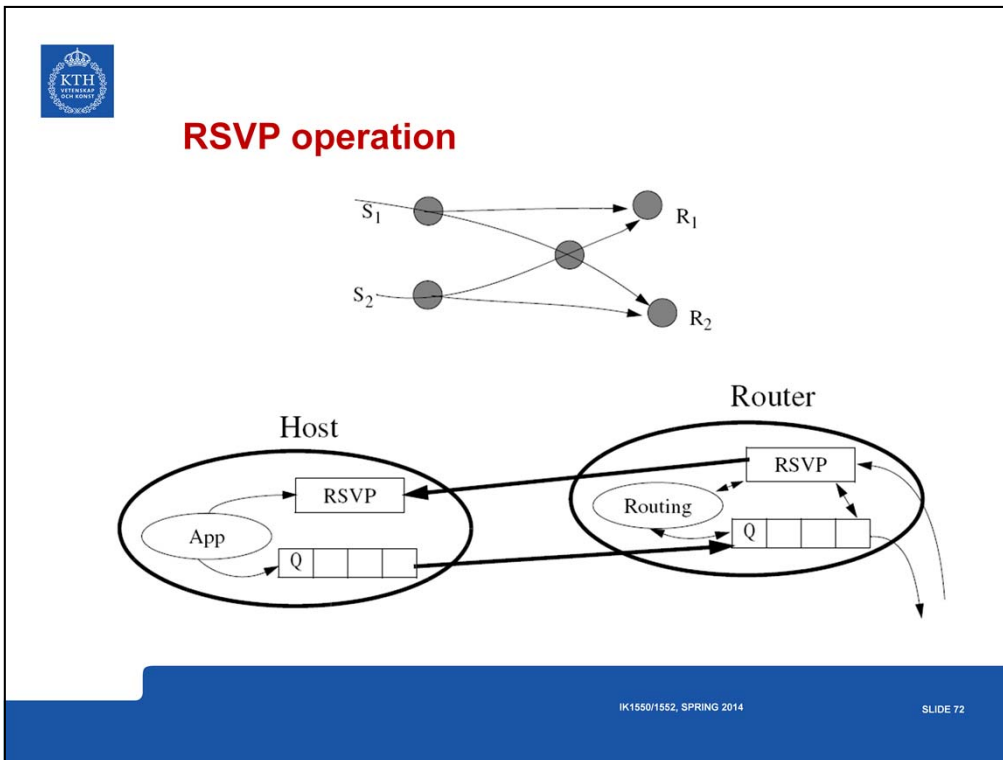 KTH
VETENSKAP
OCH KONST
RSVP operation
S1
R1
S2
R2
Host
Router
RSVP
RSVP
App
Routing
Q
Q
IK1550/1552, SPRING 2014
SLIDE 72